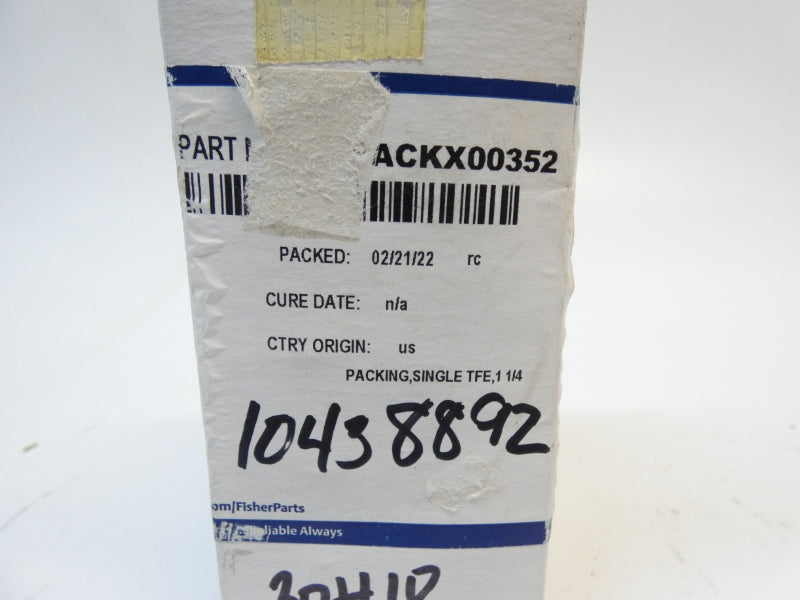 PART
ACKX00352
PACKED: 02/21/22 rc
CURE DATE: n/a
CTRY ORIGIN: us
PACKING,SINGLE TFE,1 1/4
10438892
om/FisherParts
liable Always